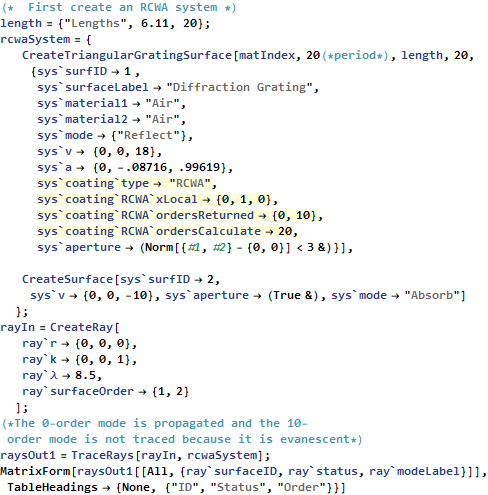 (*  First create an RCWA system *)
length = {"Lengths", 6.11, 20};
rcwaSystem = {
CreateTriangularGratingSurface[matIndex, 20(*period*), length, 20,
{sys`surfID → 1 ,
sys`surfaceLabel → "Diffraction Grating",
sys`material1 → "Air",
sys`material2 → "Air",
sys`mode → {"Reflect"},
sys`v → {0, 0, 18},
sys`a → {0, -.08716, .99619},
sys`coating`type → "RCWA",
sys`coating`RCWA`xLocal → {0, 1, 0},
sys`coating`RCWA`ordersReturned → {0, 10},
sys`coating`RCWA`ordersCalculate → 20,
sys`aperture → (Norm[{#1, #2} - {0, 0}] < 3 &)}],
CreateSurface[sys`surfID → 2,
sys`v → {0, 0, -10}, sys`aperture → (True &), sys`mode → "Absorb"]
};
rayIn = CreateRay[
ray`r → {0, 0, 0},
ray`k → {0, 0, 1},
ray`λ → 8.5,
ray`surfaceOrder → {1, 2}
];
(*The 0-order mode is propagated and the 10-
order mode is not traced because it is evanescent*)
raysOut1 = TraceRays[rayIn, rcwaSystem];
MatrixForm[raysOut1[[All, {ray`surfaceID, ray`status, ray`modeLabel}]],
TableHeadings → {None, {"ID", "Status", "Order"}}]